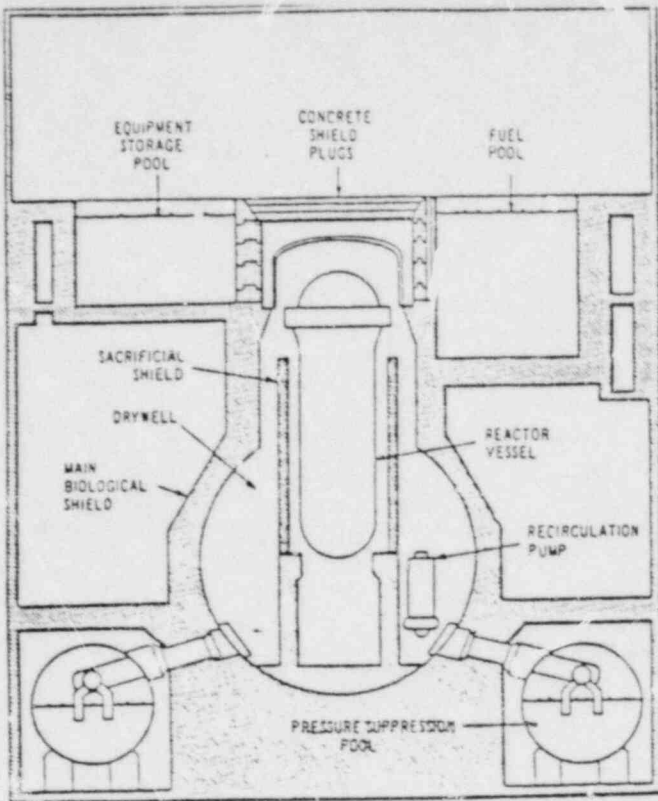 EQUIPMENT
STORAGE
POOL
CONCRETE
SHIELD
PLUGS
FUEL
POOL
SACRIFICIAL
SHIELD
DRYWELL
MAIN
BIOLOGICAL
SHIELD
REACTOR
VESSEL
RECIRCULATION
PUMP
PRESSURE SUPPRESSION
POOL